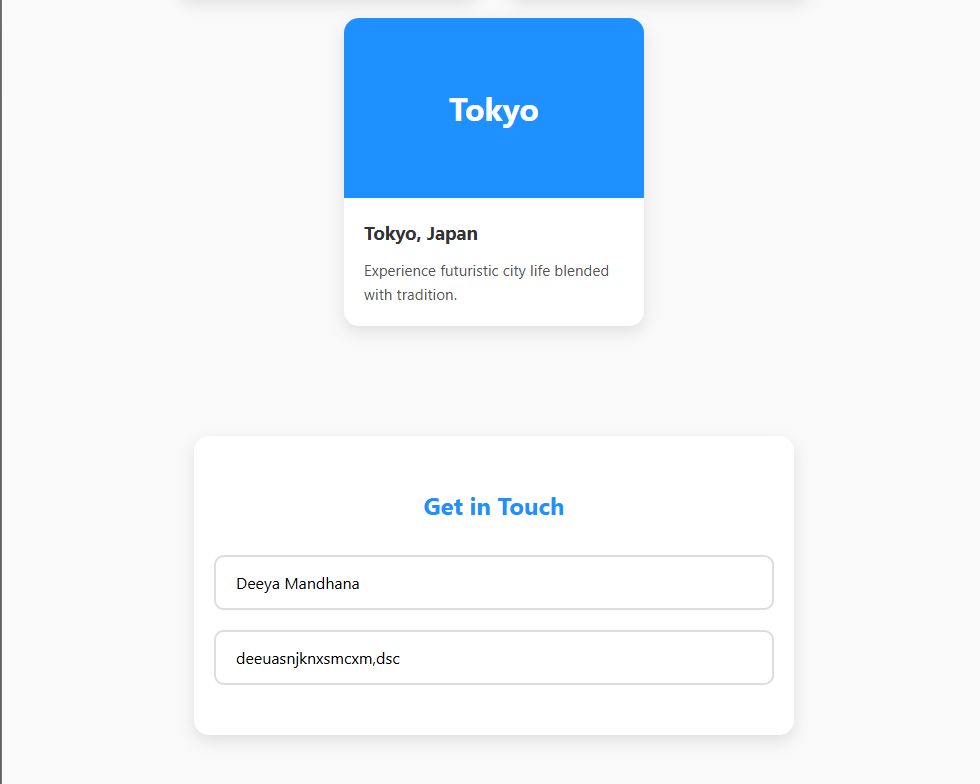 Tokyo
Tokyo, Japan
Experience futuristic city life blended
with tradition.
Get in Touch
Deeya Mandhana
deeuasnjknxsmcxm,dsc